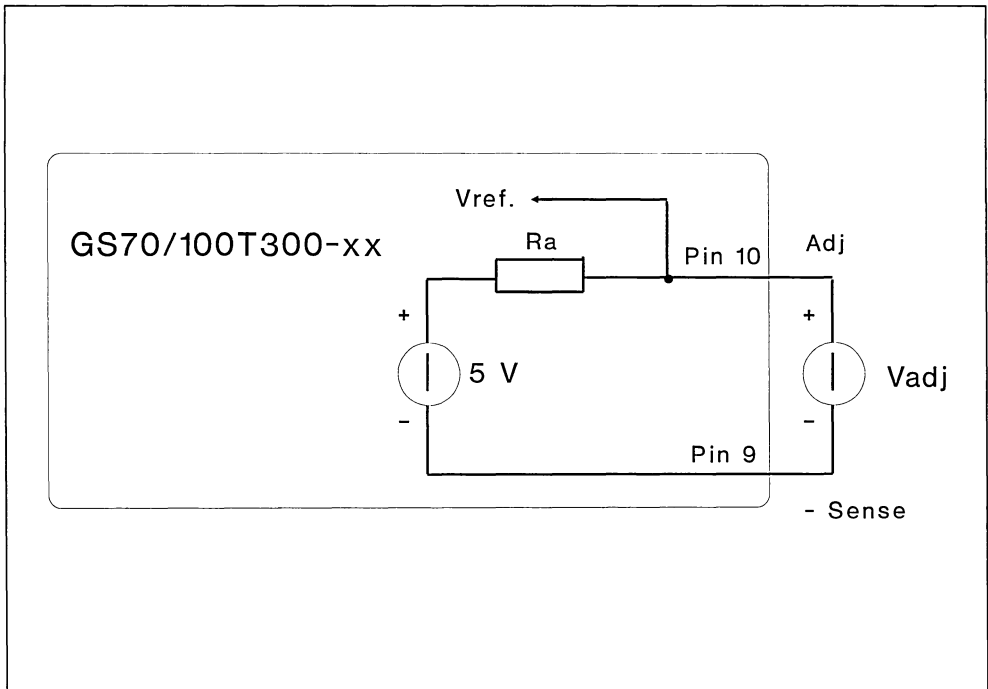 Vref.
GS70/100T300-xx
Ra
Pin 10
Adj
+
+
5 V
Vadj
-
-
Pin 9
- Sense